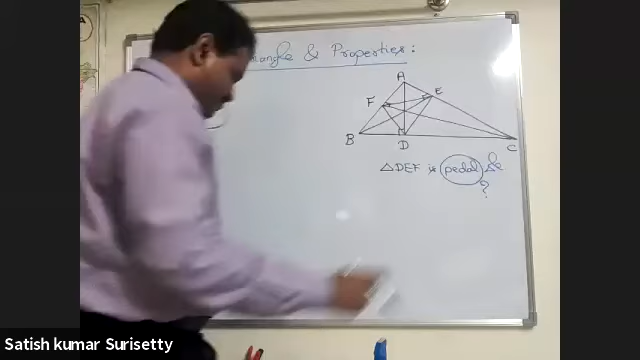 angle & Properties:
A
F E
B D C
△DEF is pedal △le
?
Satish kumar Surisetty